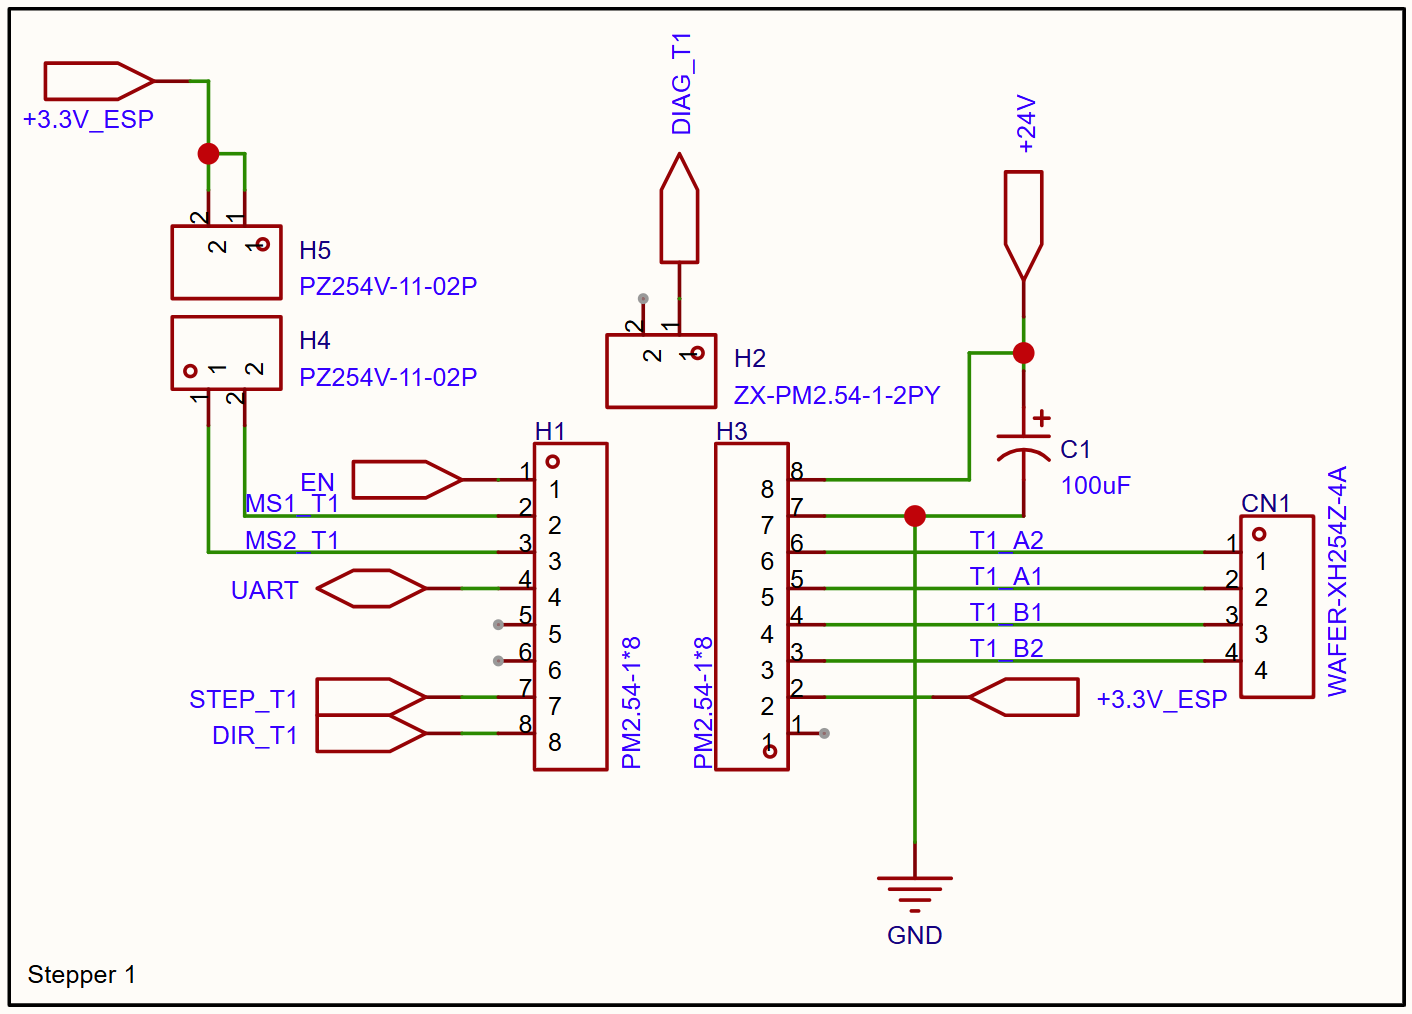 +3.3V_ESP
2 1
2 1
H5
PZ254V-11-02P
1 2
H4
PZ254V-11-02P
1 2
DIAG_T1
2 1
2 1
H2
ZX-PM2.54-1-2PY
+24V
+
C1
100uF
H1
EN
1
1
MS1_T1
2
2
MS2_T1
3
3
UART
4
4
5
5
6
6
STEP_T1
7
7
DIR_T1
8
8
PM2.54-1*8
H3
8
8
7
7
6
6
5
5
4
4
3
3
2
2
1
1
PM2.54-1*8
T1_A2
T1_A1
T1_B1
T1_B2
+3.3V_ESP
CN1
1
1
2
2
3
3
4
4
WAFER-XH254Z-4A
GND
Stepper 1